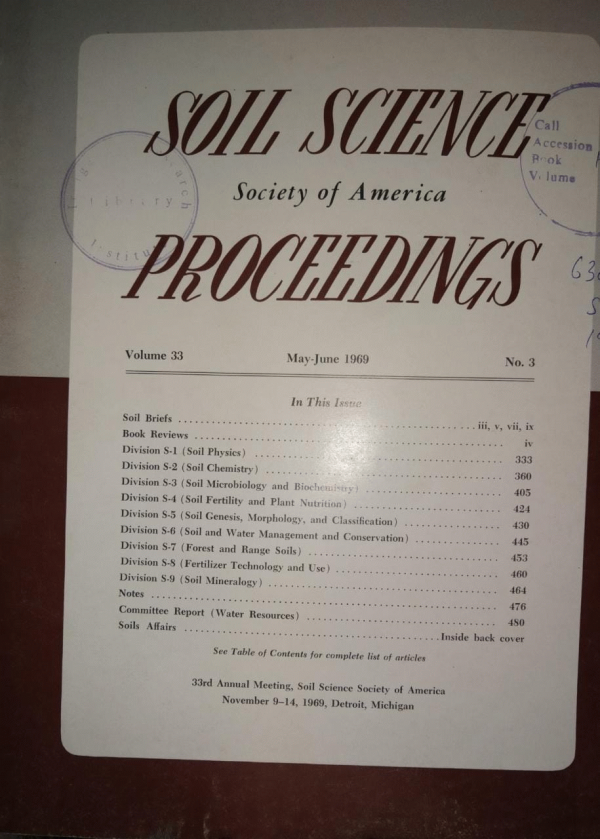 SOIL SCIENCE
Society of America
PROCEEDINGS
Call
Accession
Book
Volume
Library
Volume 33 May-June 1969 No. 3
In This Issue
Soil Briefs iii, v, vii, ix
Book Reviews iv
Division S-1 (Soil Physics) 333
Division S-2 (Soil Chemistry) 360
Division S-3 (Soil Microbiology and Biochemistry) 405
Division S-4 (Soil Fertility and Plant Nutrition) 424
Division S-5 (Soil Genesis, Morphology, and Classification) 430
Division S-6 (Soil and Water Management and Conservation) 445
Division S-7 (Forest and Range Soils) 453
Division S-8 (Fertilizer Technology and Use) 460
Division S-9 (Soil Mineralogy) 464
Notes 476
Committee Report (Water Resources) 480
Soils Affairs Inside back cover
See Table of Contents for complete list of articles
33rd Annual Meeting, Soil Science Society of America
November 9–14, 1969, Detroit, Michigan